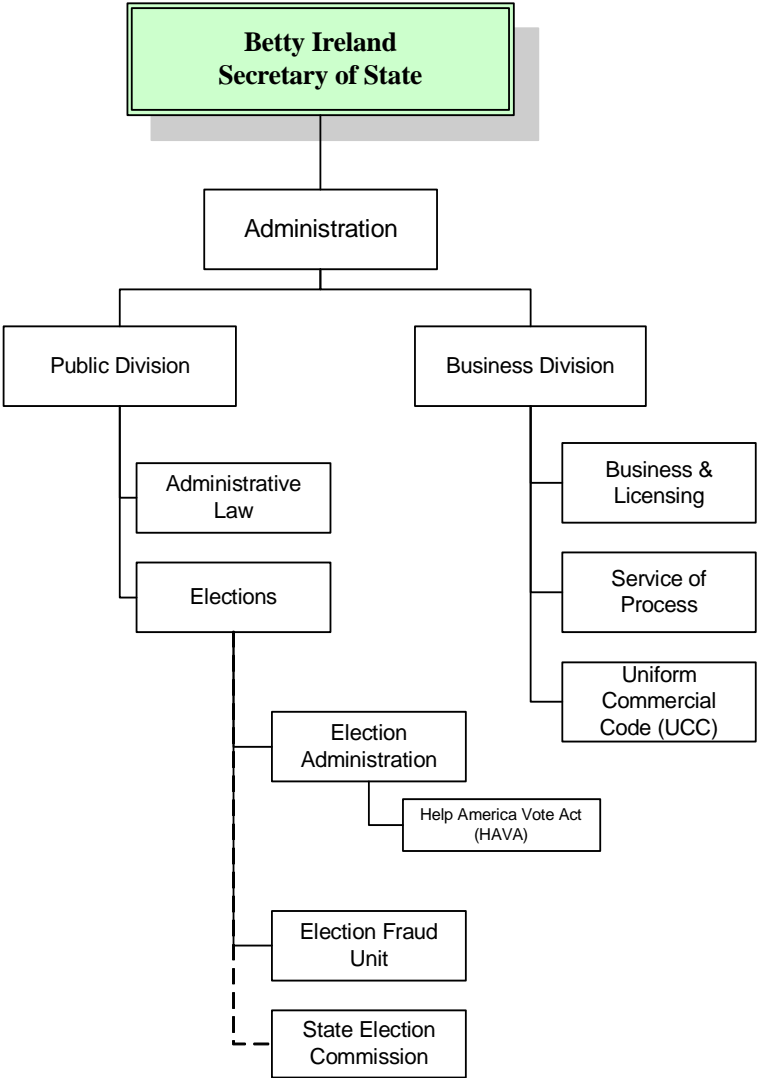 Betty Ireland
Secretary of State
Administration
Public Division
Business Division
Administrative
Law
Elections
Business &
Licensing
Service of
Process
Uniform
Commercial
Code (UCC)
Election
Administration
Help America Vote Act
(HAVA)
Election Fraud
Unit
State Election
Commission